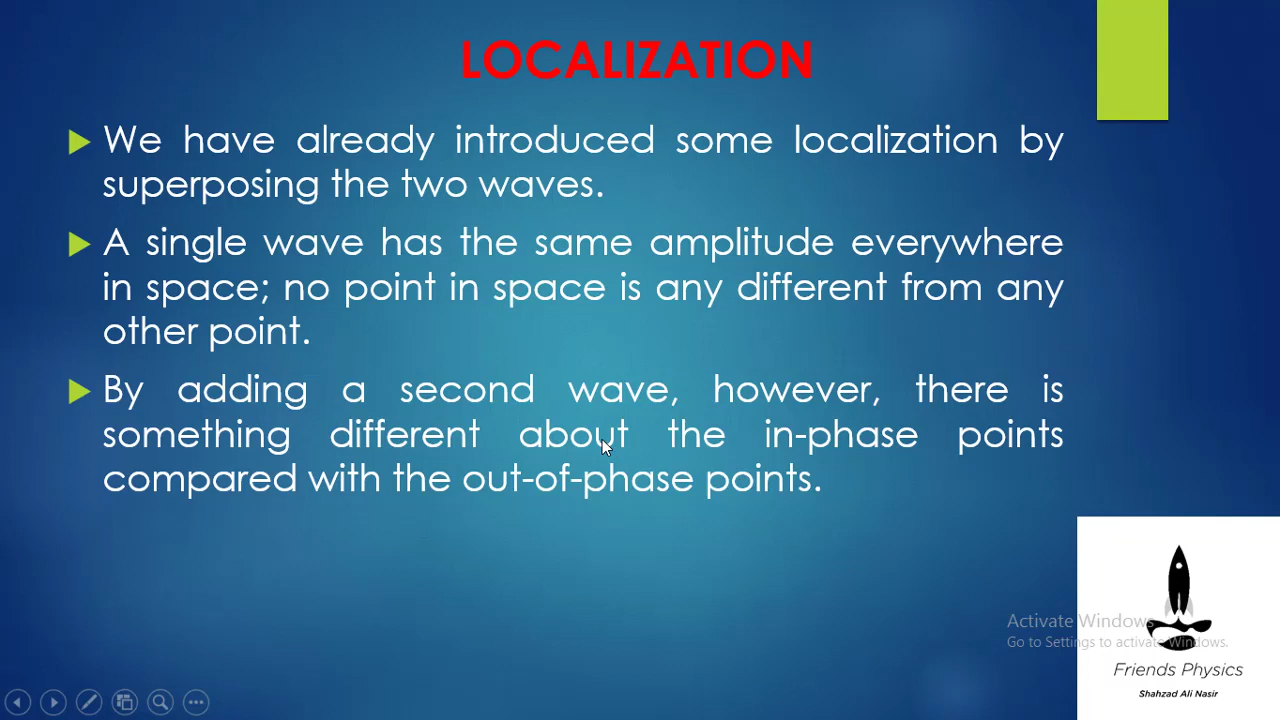 LOCALIZATION
We have already introduced some localization by
superposing the two waves.
A single wave has the same amplitude everywhere
in space; no point in space is any different from any
other point.
By adding a second wave, however, there is
something different about the in-phase points
compared with the out-of-phase points.
Activate Windows
Go to Settings to activate Windows.
Friends Physics
Shahzad Ali Nasir